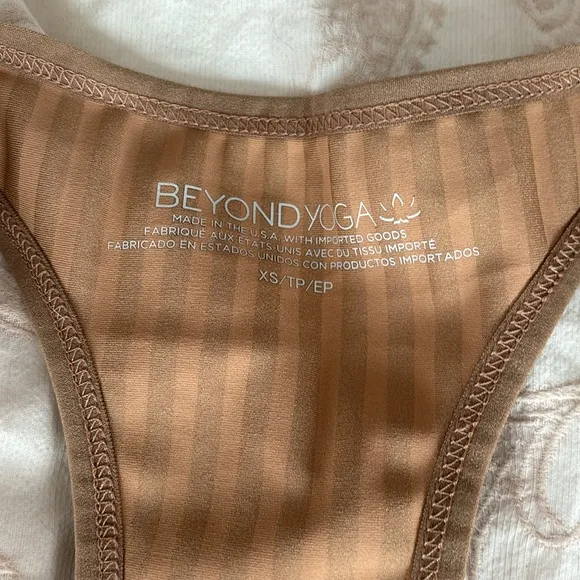 BEYOND YOGA
MADE IN THE U.S.A. WITH IMPORTED GOODS
FABRIQUÉ AUX ETATS UNIS AVEC DU TISSU IMPORTÉ
FABRICADO EN ESTADOS UNIDOS CON PRODUCTOS IMPORTADOS
XS/TP/EP